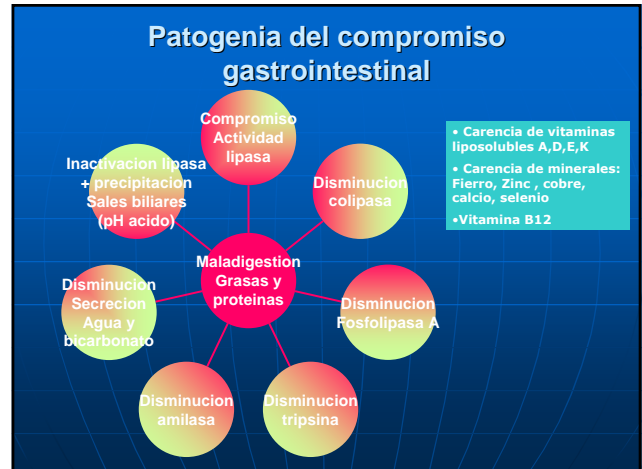 Patogenia del compromiso
gastrointestinal
Compromiso
Actividad
lipasa
Disminucion
colipasa
Disminucion
Fosfolipasa A
Disminucion
tripsina
Disminucion
amilasa
Disminucion
Secrecion
Agua y
bicarbonato
Inactivacion lipasa
+ precipitacion
Sales biliares
(pH acido)
Maladigestion
Grasas y
proteinas
• Carencia de vitaminas
liposolubles A,D,E,K
• Carencia de minerales:
Fierro, Zinc , cobre,
calcio, selenio
•Vitamina B12